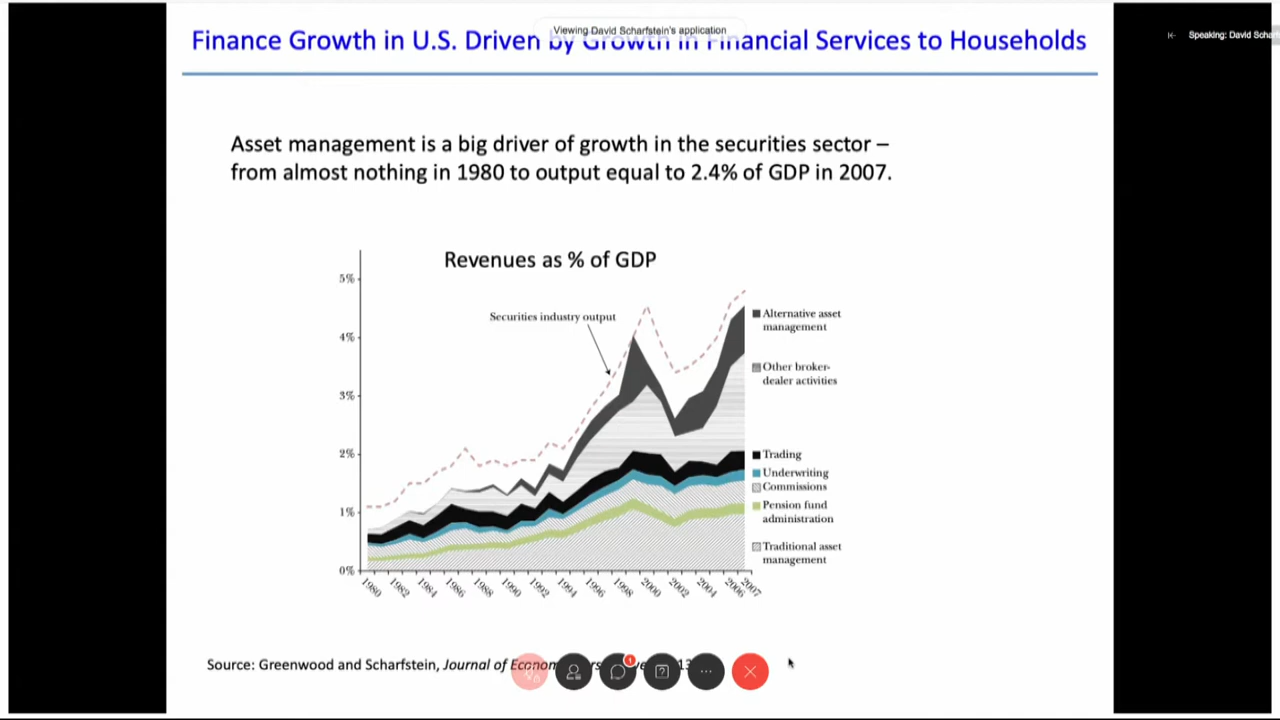 Viewing David Scharfstein's application
Finance Growth in U.S. Driven by Growth in Financial Services to Households
Speaking: David
Asset management is a big driver of growth in the securities sector –
from almost nothing in 1980 to output equal to 2.4% of GDP in 2007.
Revenues as % of GDP
5%
4%
3%
2%
1%
0%
Securities industry output
Alternative asset
management
Other broker-
dealer activities
Trading
Underwriting
Commissions
Pension fund
administration
Traditional asset
management
1980
1982
1984
1986
1988
1990
1992
1994
1996
1998
2000
2002
2004
2006
2007
Source: Greenwood and Scharfstein, Journal of
1